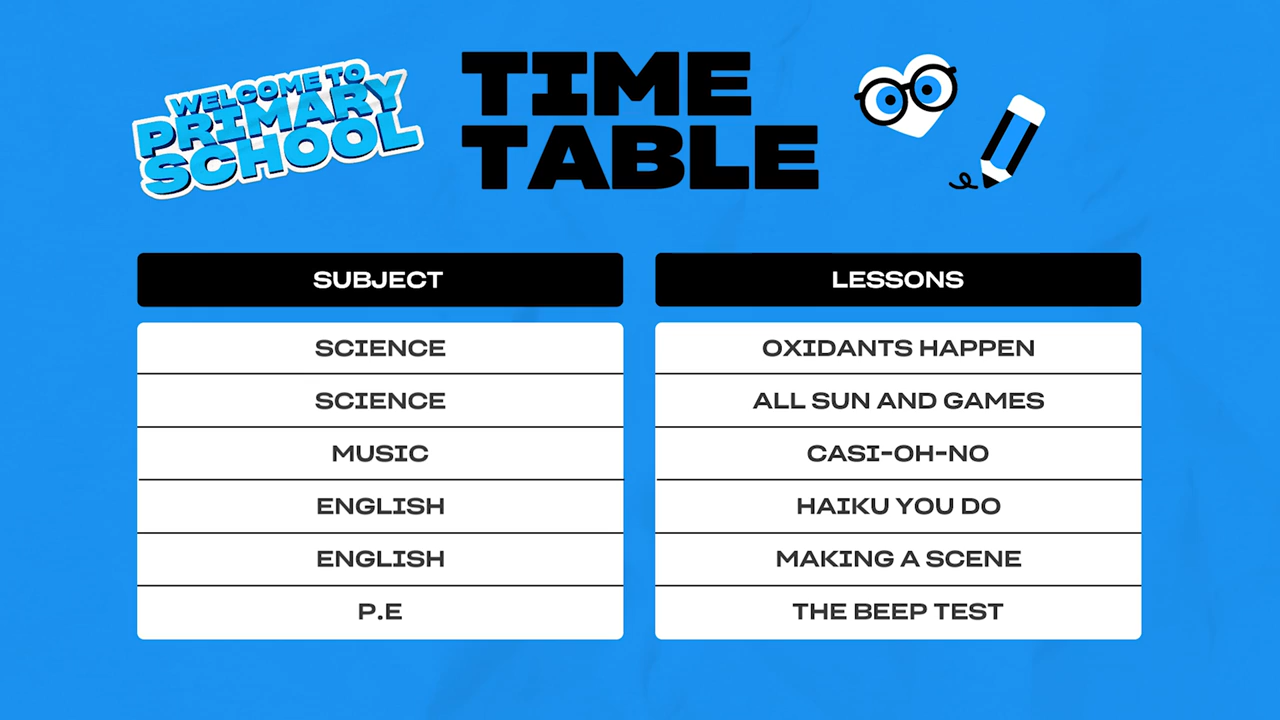 WELCOME TO
PRIMARY
SCHOOL
TIME
TABLE
SUBJECT LESSONS
SCIENCE OXIDANTS HAPPEN
SCIENCE ALL SUN AND GAMES
MUSIC CASI-OH-NO
ENGLISH HAIKU YOU DO
ENGLISH MAKING A SCENE
P.E THE BEEP TEST